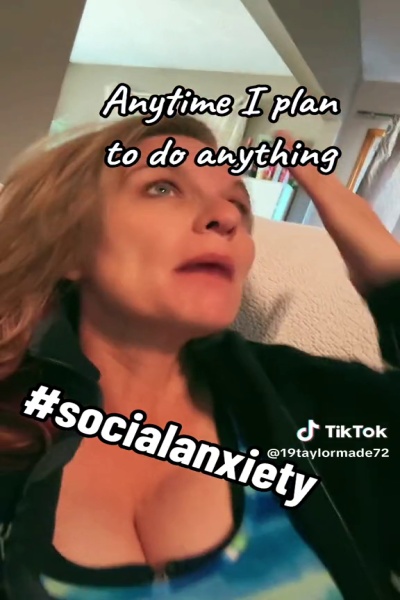 Anytime I plan
to do anything
#socialanxiety
TikTok
@19taylormade72